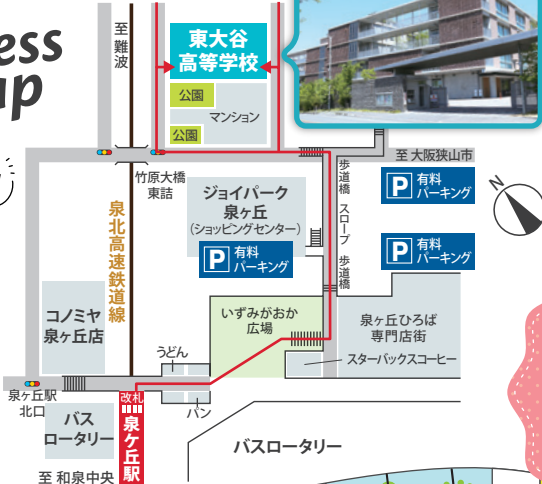 ess
ap
至
難
波
東大谷
高等学校
公園
マンション
公園
竹原大橋
東詰
至 大阪狭山市
歩道橋 スロープ 歩道橋
P 有料
パーキング
N
ジョイパーク
泉ヶ丘
(ショッピングセンター)
P 有料
パーキング
P 有料
パーキング
泉北高速鉄道線
いずみがおか
広場
泉ヶ丘ひろば
専門店街
スターバックスコーヒー
コノミヤ
泉ヶ丘店
うどん
パン
泉ヶ丘駅
北口
改札
泉ケ丘駅
バス
ロータリー
バスロータリー
至 和泉中央